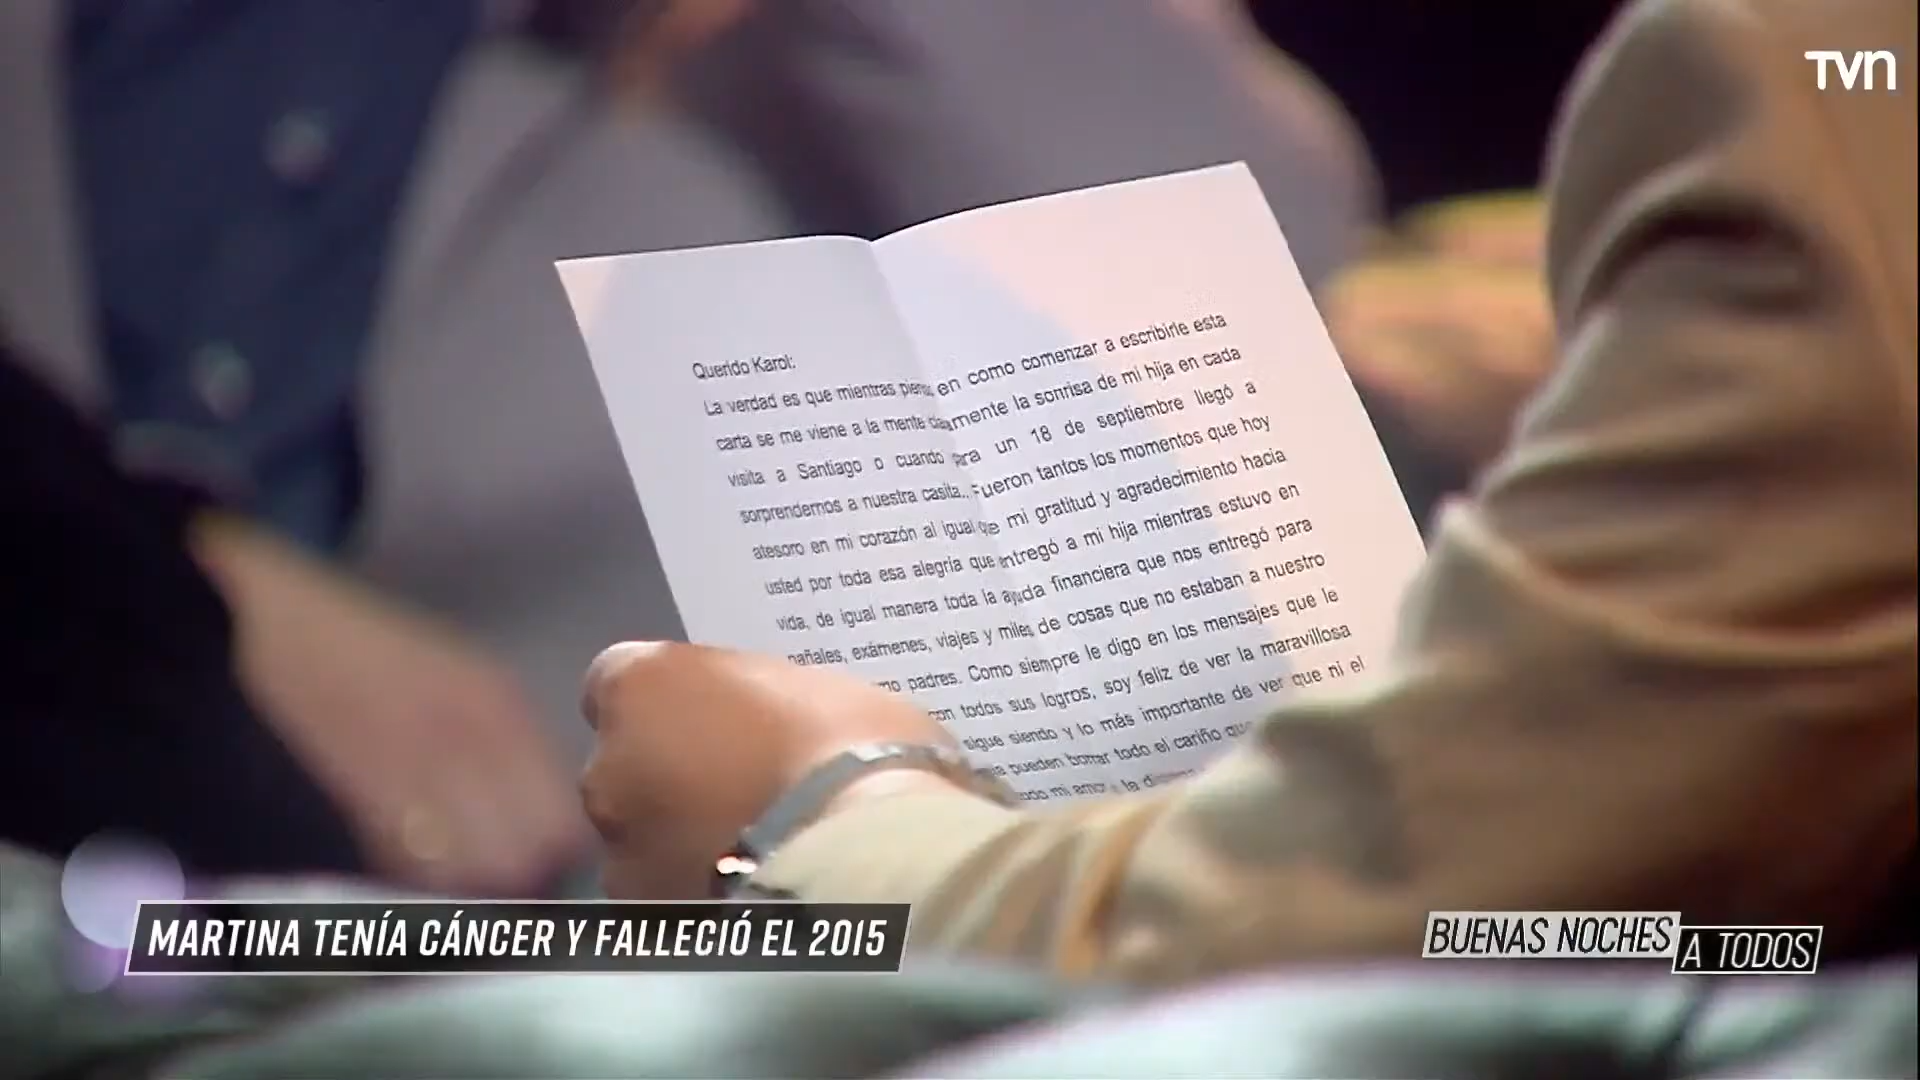 TVN
Querido Karol:
La verdad es que mientras en como comenzar a escribirle esta
carta se me viene a la mente la sonrisa de mi hija en cada
visita a Santiago o cuando para un 18 de septiembre llegó a
sorprendernos a nuestra casita.. Fueron tantos los momentos que hoy
atesoro en mi corazón al igual que mi gratitud y agradecimiento hacia
usted por toda esa alegria que entregó a mi hija mientras estuvo en
vida, de igual manera toda la ayuda financiera que nos entregó para
pañales, exámenes, viajes y miles de cosas que no estaban a nuestro
padres. Como siempre le digo en los mensajes que le
con todos sus logros, soy feliz de ver la maravillosa
sigue siendo y lo más importante de ver que ni el
pueden borrar todo el cariño
mi amor la
MARTINA TENÍA CÁNCER Y FALLECIÓ EL 2015
BUENAS NOCHES
A TODOS